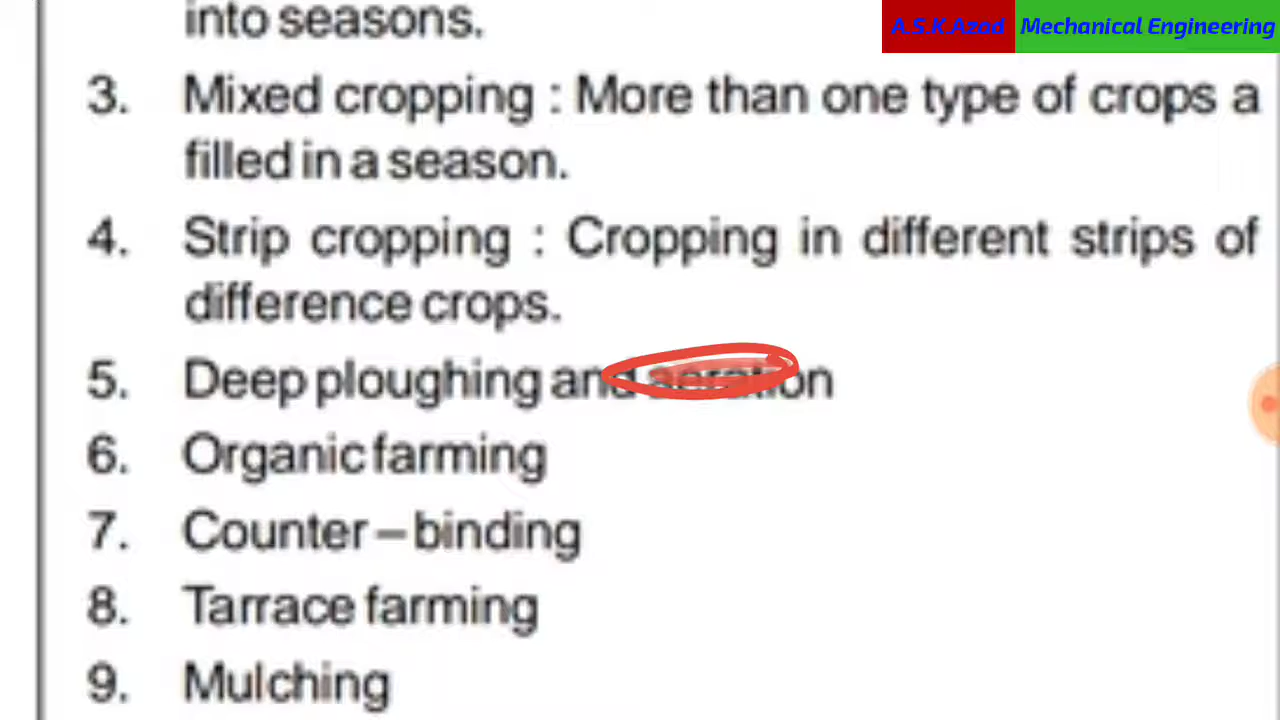 into seasons.
A.S.K.Azad Mechanical Engineering
3. Mixed cropping : More than one type of crops a
filled in a season.
4. Strip cropping : Cropping in different strips of
difference crops.
5. Deep ploughing and aeration
6. Organic farming
7. Counter – binding
8. Tarrace farming
9. Mulching